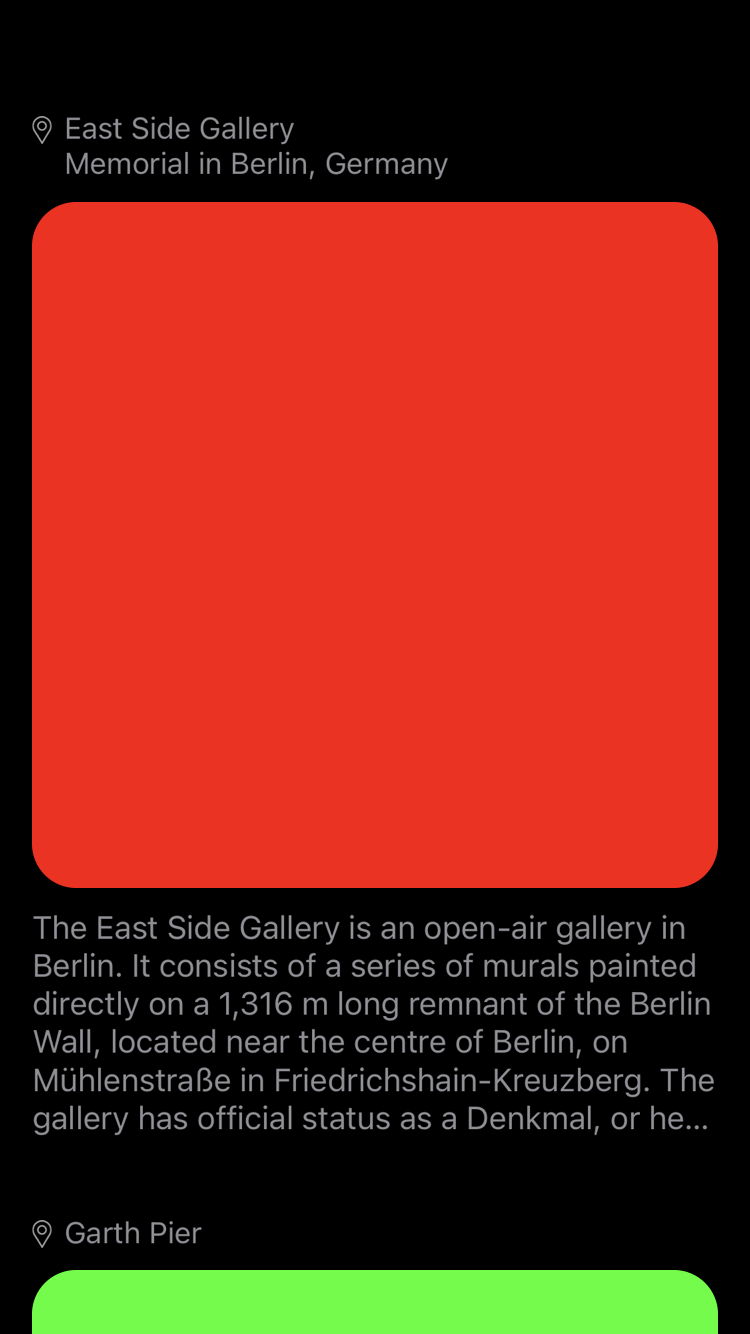 East Side Gallery
Memorial in Berlin, Germany
The East Side Gallery is an open-air gallery in
Berlin. It consists of a series of murals painted
directly on a 1,316 m long remnant of the Berlin
Wall, located near the centre of Berlin, on
Mühlenstraße in Friedrichshain-Kreuzberg. The
gallery has official status as a Denkmal, or he...
Garth Pier